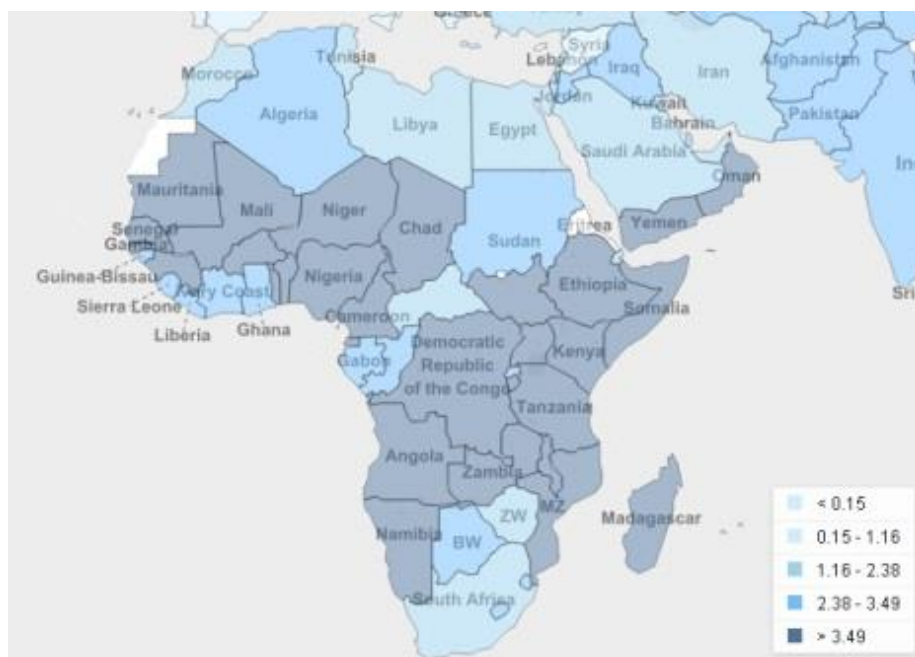 Greece
Syria
Tunisia
Lebanon
Afghanistan
Morocco
Iraq
Iran
Jordan
Kuwait
Pakistan
Algeria
Libya
Egypt
Bahrain
Saudi Arabia
Ind
Oman
Mauritania
Mali
Niger
Chad
Eritrea
Yemen
Senegal
Gambia
Sudan
Guinea-Bissau
Nigeria
Ethiopia
Ivory Coast
Sri
Sierra Leone
Somalia
Cameroon
Liberia
Ghana
Democratic
Republic
of the Congo
Gabon
Kenya
Tanzania
Angola
Zambia
MZ
ZW
Madagascar
Namibia
BW
South Africa
< 0.15
0.15 - 1.16
1.16 - 2.38
2.38 - 3.49
> 3.49